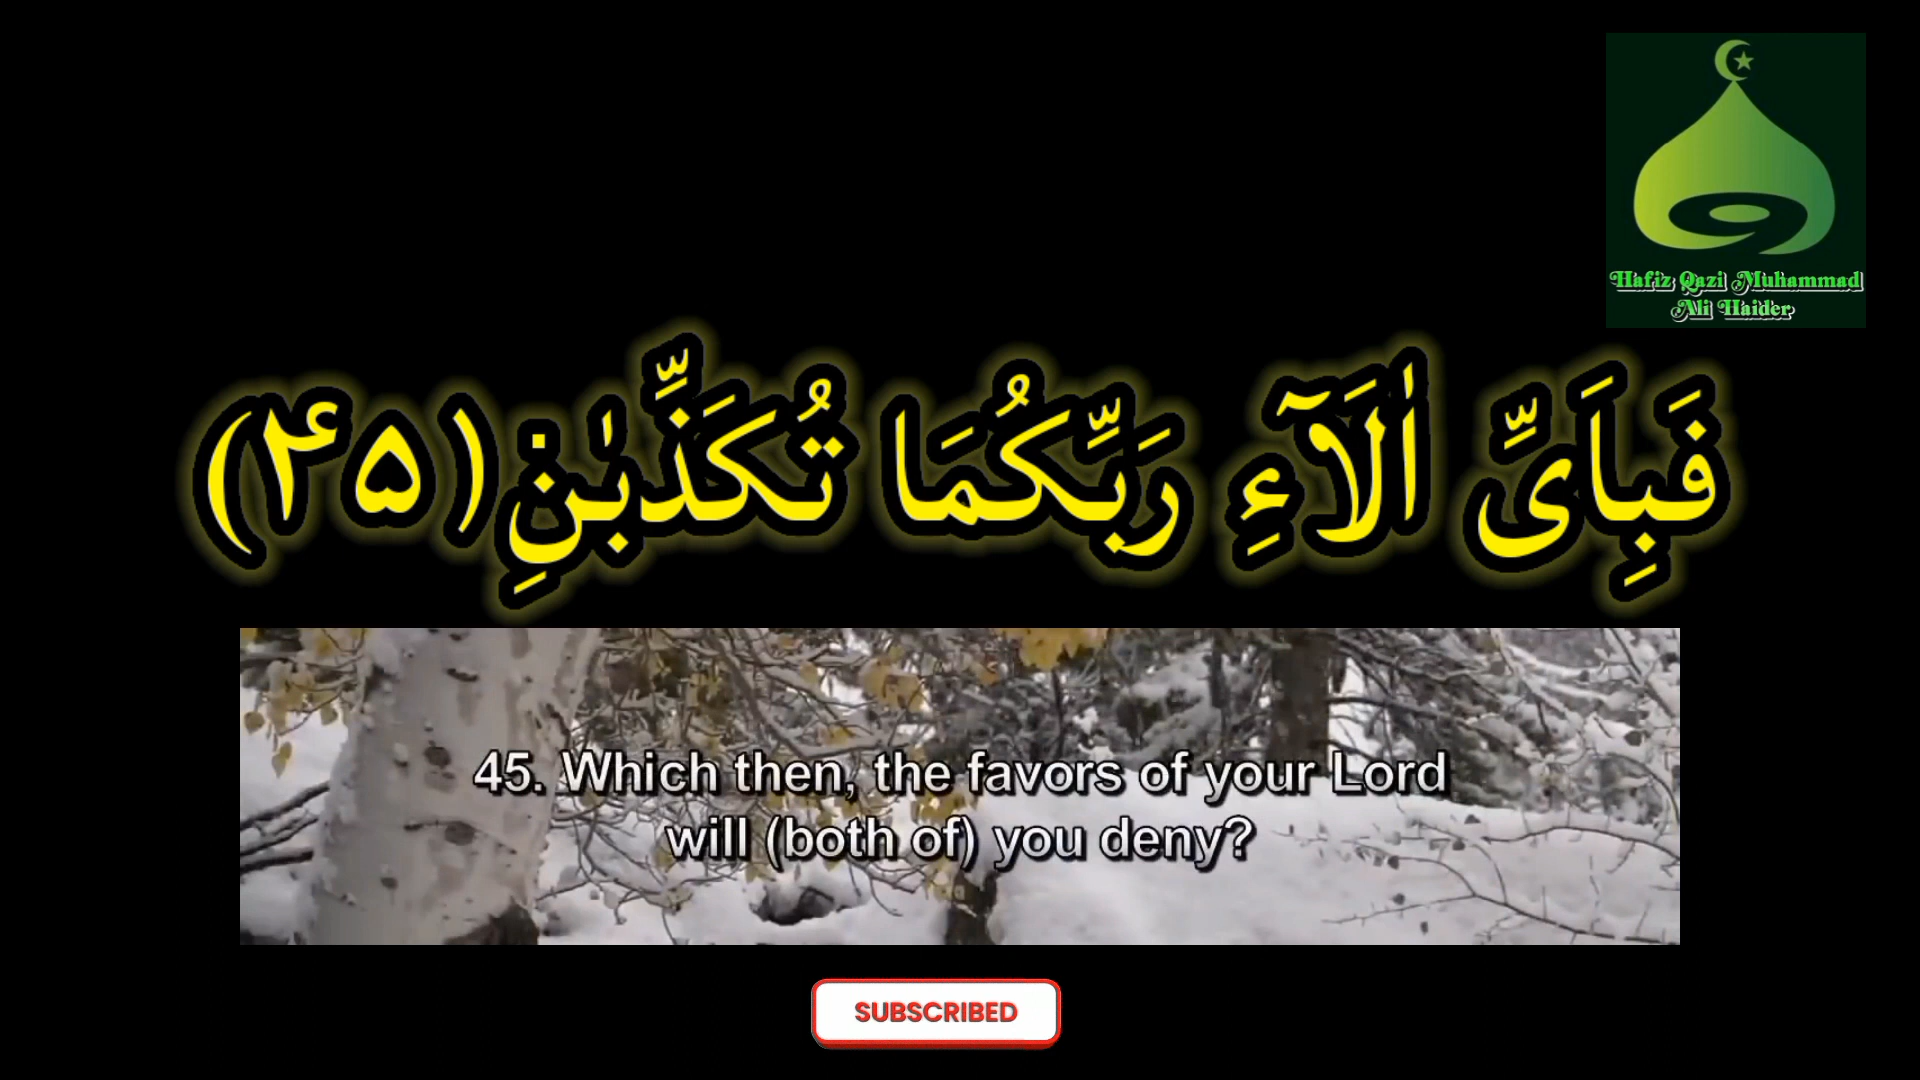 Hafiz Qazi Muhammad
Ali Haider
فَبِاَیِّ اٰلَآءِ رَبِّكُمَا تُكَذِّبٰنِۚ(۴۵)
45. Which then, the favors of your Lord
will (both of) you deny?
SUBSCRIBED